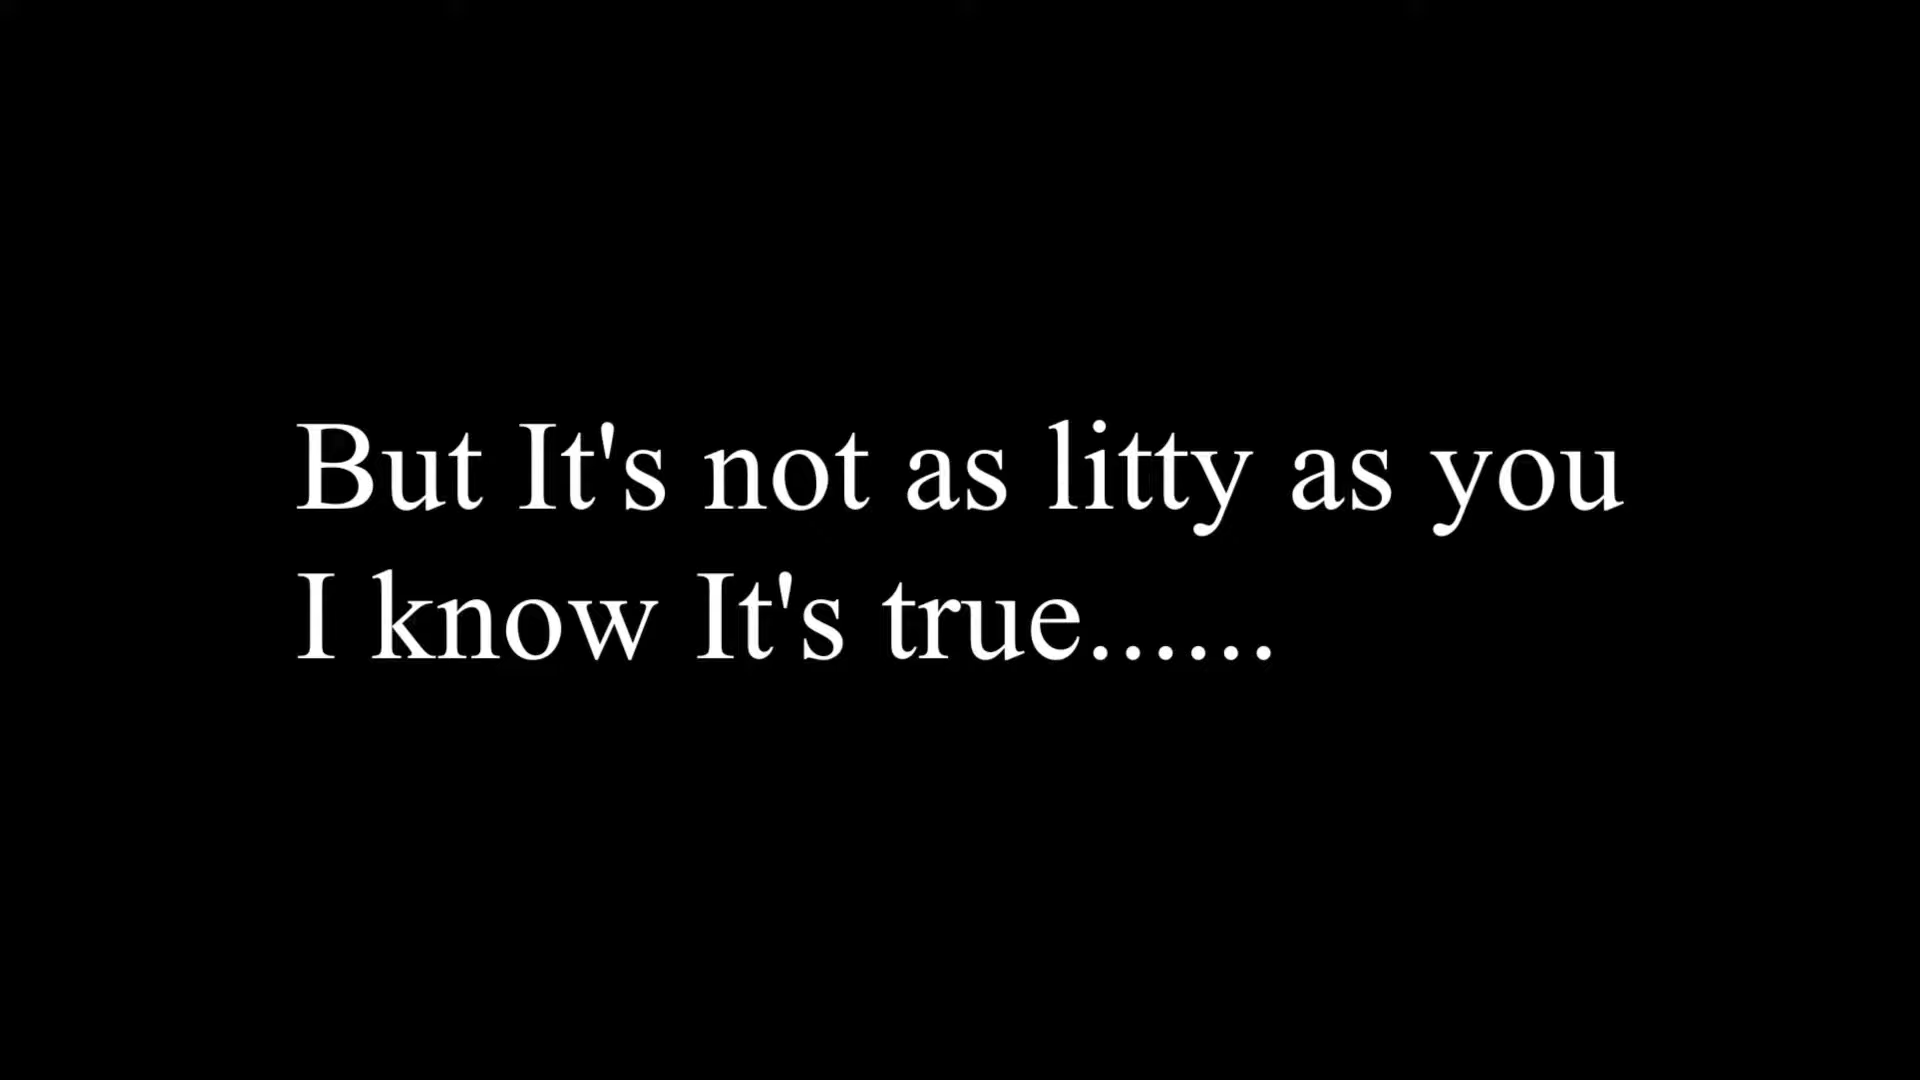 But It's not as litty as you
I know It's true......